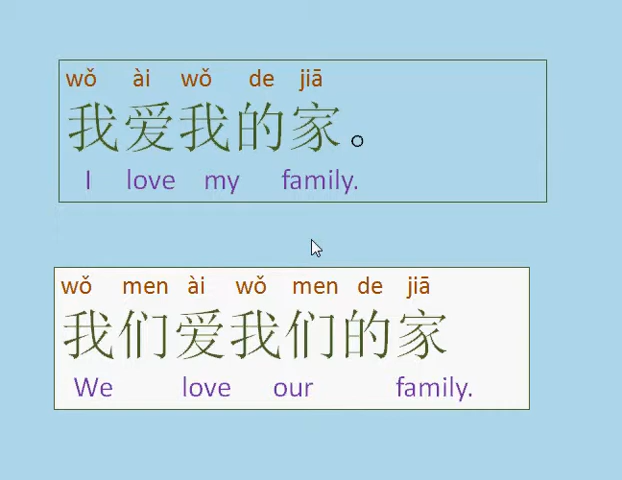 wǒ ài wǒ de jiā
我爱我的家。
I love my family.
wǒ men ài wǒ men de jiā
我们爱我们的家
We love our family.